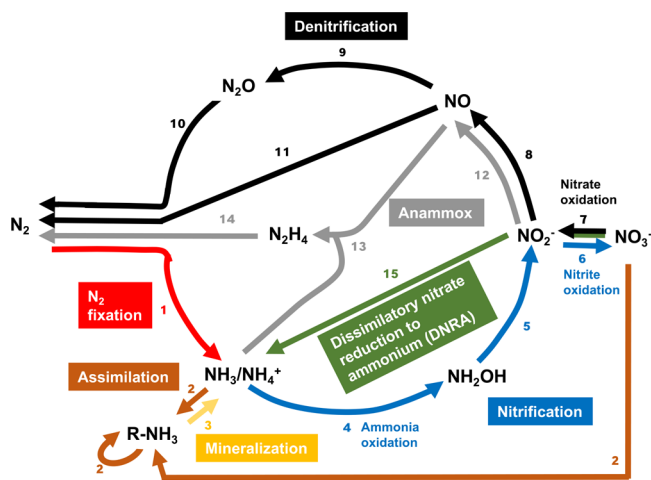 Denitrification
9
N₂O
NO
10
11
8
12
Nitrate
oxidation
7
N₂
14
N₂H₄
Anammox
13
NO₂⁻
NO₃⁻
6
Nitrite
oxidation
15
N₂
fixation
1
Dissimilatory nitrate
reduction to
ammonium (DNRA)
5
Assimilation
NH₃/NH₄⁺
2
NH₂OH
3
4
Ammonia
oxidation
Nitrification
R-NH₃
Mineralization
2
2